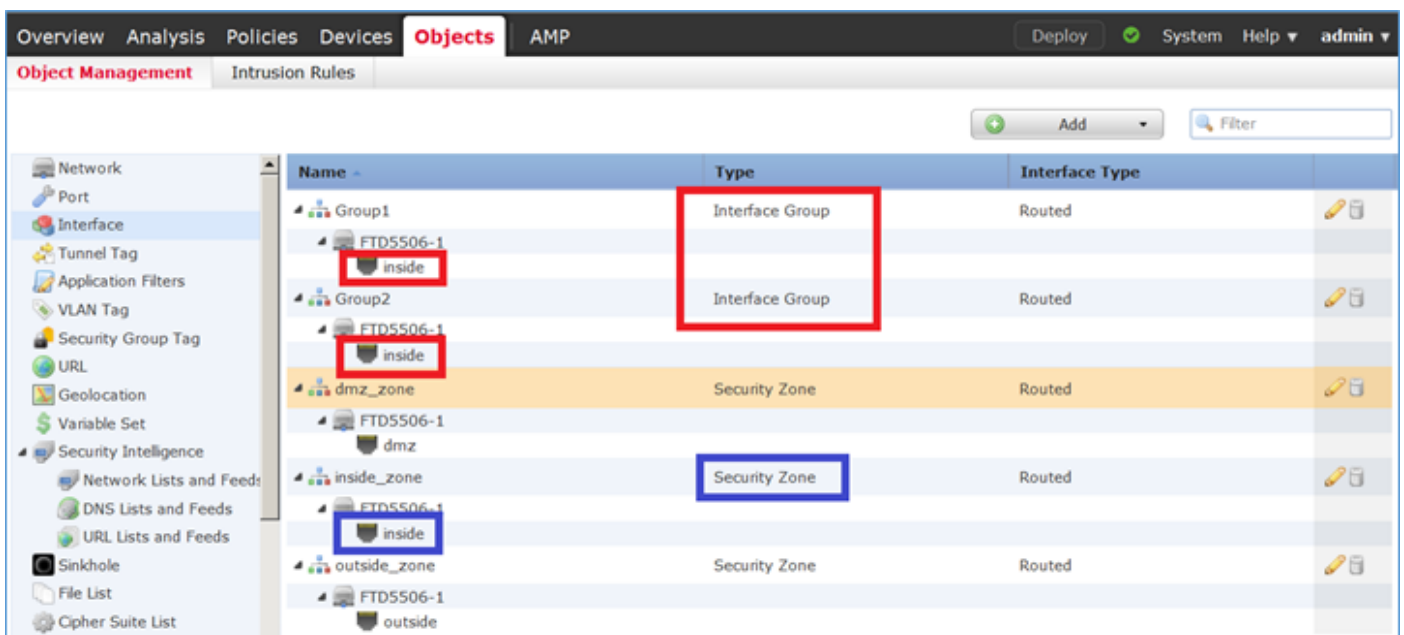 Overview Analysis Policies Devices Objects AMP Deploy System Help admin
Object Management Intrusion Rules
Add Filter
Network
Port
Interface
Tunnel Tag
Application Filters
VLAN Tag
Security Group Tag
URL
Geolocation
Variable Set
Security Intelligence
Network Lists and Feeds
DNS Lists and Feeds
URL Lists and Feeds
Sinkhole
File List
Cipher Suite List
Name Type Interface Type
Group1 Interface Group Routed
FTD5506-1
inside
Group2 Interface Group Routed
FTD5506-1
inside
dmz_zone Security Zone Routed
FTD5506-1
dmz
inside_zone Security Zone Routed
FTD5506-1
inside
outside_zone Security Zone Routed
FTD5506-1
outside